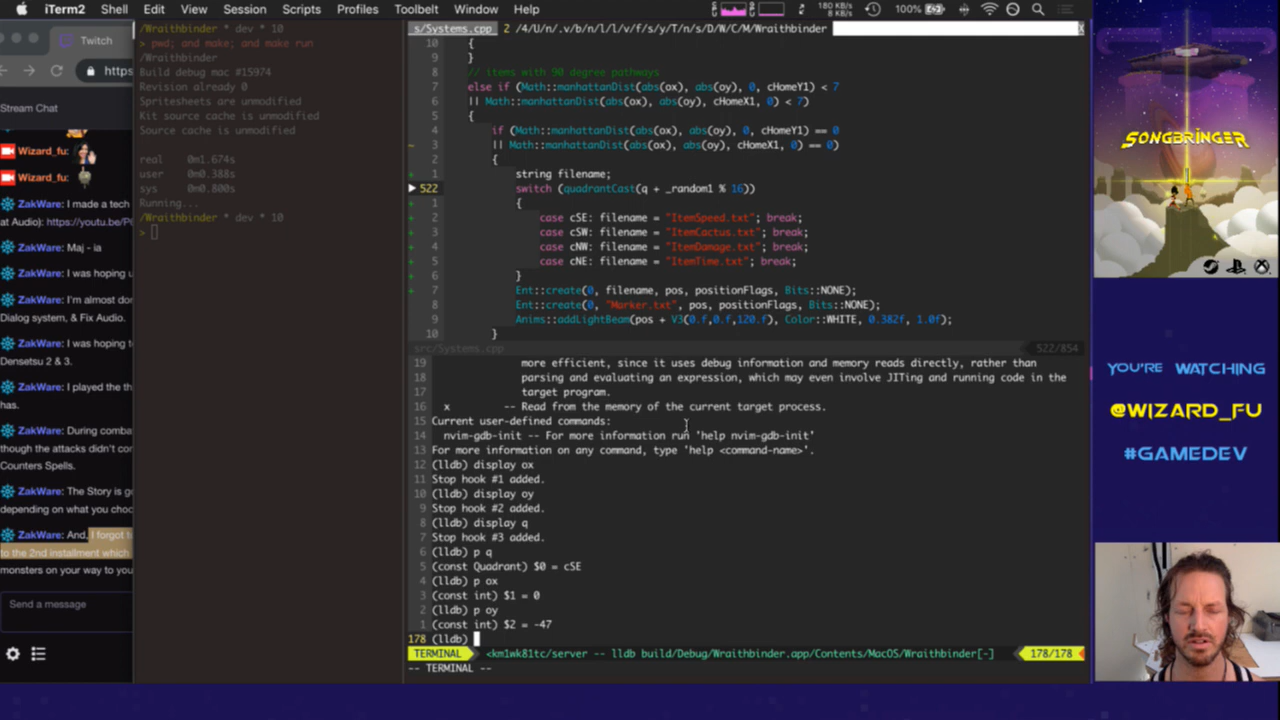 iTerm2 Shell Edit View Session Scripts Profiles Toolbelt Window Help
180 KB/s
8 KB/s
100%
Twitch
https
Stream Chat
Wizard_fu:
Wizard_fu:
ZakWare: I made a tech
at Audio): https://youtu.be/P
ZakWare: Maj - ia
ZakWare: I was hoping u
ZakWare: I'm almost don
Dialog system, & Fix Audio.
ZakWare: I was hoping to
Densetsu 2 & 3.
ZakWare: I played the th
has.
ZakWare: During comba
though the attacks didn't con
Counters Spells.
ZakWare: The Story is go
depending on what you choo
ZakWare: And, I forgot t
to the 2nd installment which
monsters on your way to you
Send a message
/Wraithbinder * dev * 10
> pwd; and make; and make run
/Wraithbinder
Build debug mac #15974
Revision already 0
Spritesheets are unmodified
Kit source cache is unmodified
Source cache is unmodified
real 0m1.674s
user 0m0.388s
sys 0m0.800s
Running...
/Wraithbinder * dev * 10
>
s/Systems.cpp 2 /4/U/n/.v/b/n/l/l/v/f/s/y/T/n/s/D/W/C/M/Wraithbinder X
10 {
9 }
8 // items with 90 degree pathways
7 else if (Math::manhattanDist(abs(ox), abs(oy), 0, cHomeY1) < 7
6 || Math::manhattanDist(abs(ox), abs(oy), cHomeX1, 0) < 7)
5 {
4 if (Math::manhattanDist(abs(ox), abs(oy), 0, cHomeY1) == 0
~ 3 || Math::manhattanDist(abs(ox), abs(oy), cHomeX1, 0) == 0)
2 {
+ 1 string filename;
522 switch (quadrantCast(q + _random1 % 16))
+ 1 {
+ 2 case cSE: filename = "ItemSpeed.txt"; break;
+ 3 case cSW: filename = "ItemCactus.txt"; break;
+ 4 case cNW: filename = "ItemDamage.txt"; break;
+ 5 case cNE: filename = "ItemTime.txt"; break;
+ 6 }
+ 7 Ent::create(0, filename, pos, positionFlags, Bits::NONE);
8 Ent::create(0, "Marker.txt", pos, positionFlags, Bits::NONE);
9 Anims::addLightBeam(pos + V3(0.f,0.f,120.f), Color::WHITE, 0.382f, 1.0f);
10 }
src/Systems.cpp 522/854
19 more efficient, since it uses debug information and memory reads directly, rather than
18 parsing and evaluating an expression, which may even involve JITing and running code in the
17 target program.
16 x -- Read from the memory of the current target process.
15 Current user-defined commands:
14 nvim-gdb-init -- For more information run 'help nvim-gdb-init'
13 For more information on any command, type 'help <command-name>'.
12 (lldb) display ox
11 Stop hook #1 added.
10 (lldb) display oy
9 Stop hook #2 added.
8 (lldb) display q
7 Stop hook #3 added.
6 (lldb) p q
5 (const Quadrant) $0 = cSE
4 (lldb) p ox
3 (const int) $1 = 0
2 (lldb) p oy
1 (const int) $2 = -47
178 (lldb)
TERMINAL <km1wk81tc/server -- lldb build/Debug/Wraithbinder.app/Contents/MacOS/Wraithbinder[-] 178/178
-- TERMINAL --
SONGBRINGER
YOU'RE WATCHING
@WIZARD_FU
#GAMEDEV